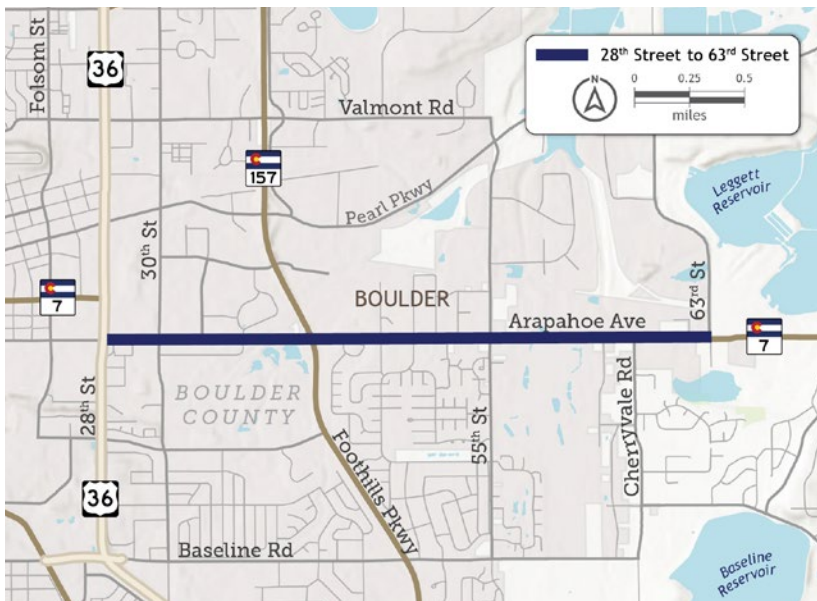 28th Street to 63rd Street
N
0 0.25 0.5
miles
Folsom St
36
Valmont Rd
157
Pearl Pkwy
Leggett
Reservoir
30th St
63rd St
7
BOULDER
Arapahoe Ave
7
28th St
BOULDER
COUNTY
Foothills Pkwy
55th St
Cherryvale Rd
36
Baseline Rd
Baseline
Reservoir